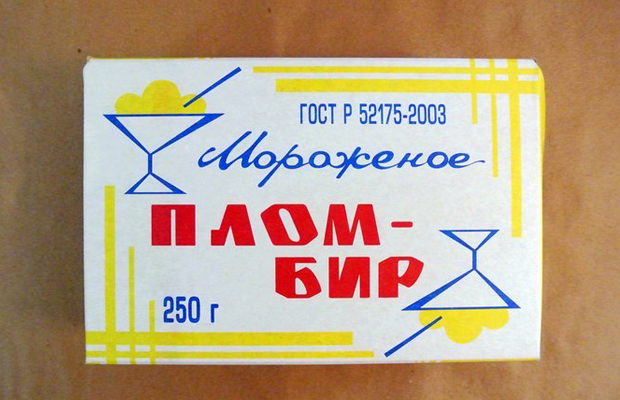 ГОСТ Р 52175-2003
Мороженое
ПЛОМ-
БИР
250 г